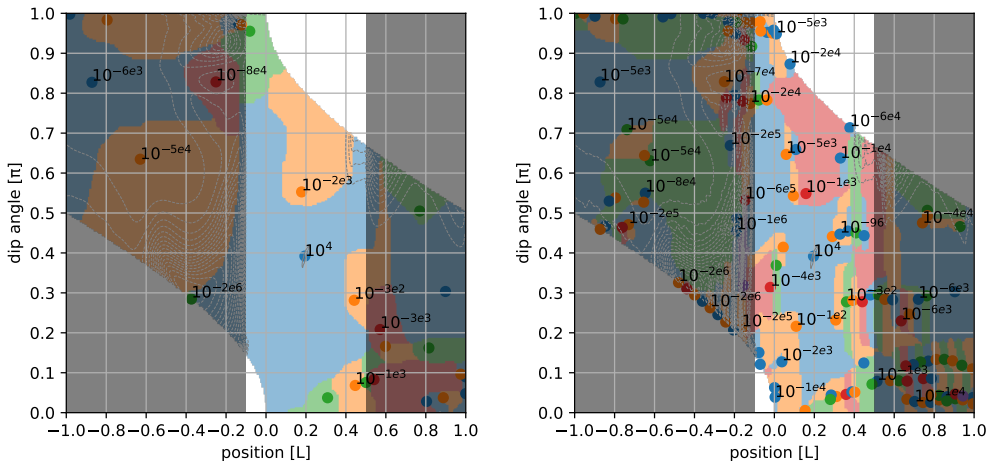 1.0
0.9
0.8
0.7
0.6
0.5
0.4
0.3
0.2
0.1
0.0
dip angle [π]
−1.0 −0.8 −0.6 −0.4 −0.2 0.0 0.2 0.4 0.6 0.8 1.0
position [L]
10^−6e3
10^−8e4
10^−5e4
10^−2e3
10^4
10^−2e6
10^−3e2
10^−3e3
10^−1e3
1.0
0.9
0.8
0.7
0.6
0.5
0.4
0.3
0.2
0.1
0.0
dip angle [π]
−1.0 −0.8 −0.6 −0.4 −0.2 0.0 0.2 0.4 0.6 0.8 1.0
position [L]
10^−5e3
10^−2e4
10^−5e3
10^−7e4
10^−2e4
10^−5e4
10^−6e4
10^−2e5
10^−5e3
10^−1e4
10^−5e4
10^−8e4
10^−6e5
10^−1e3
10^−2e5
10^−1e6
10^−96
10^−4e4
10^4
10^−2e6
10^−4e3
10^−2e6
10^−3e2
10^−6e3
10^−2e5
10^−1e2
10^−6e3
10^−2e3
10^−1e3
10^−1e4
10^−1e4